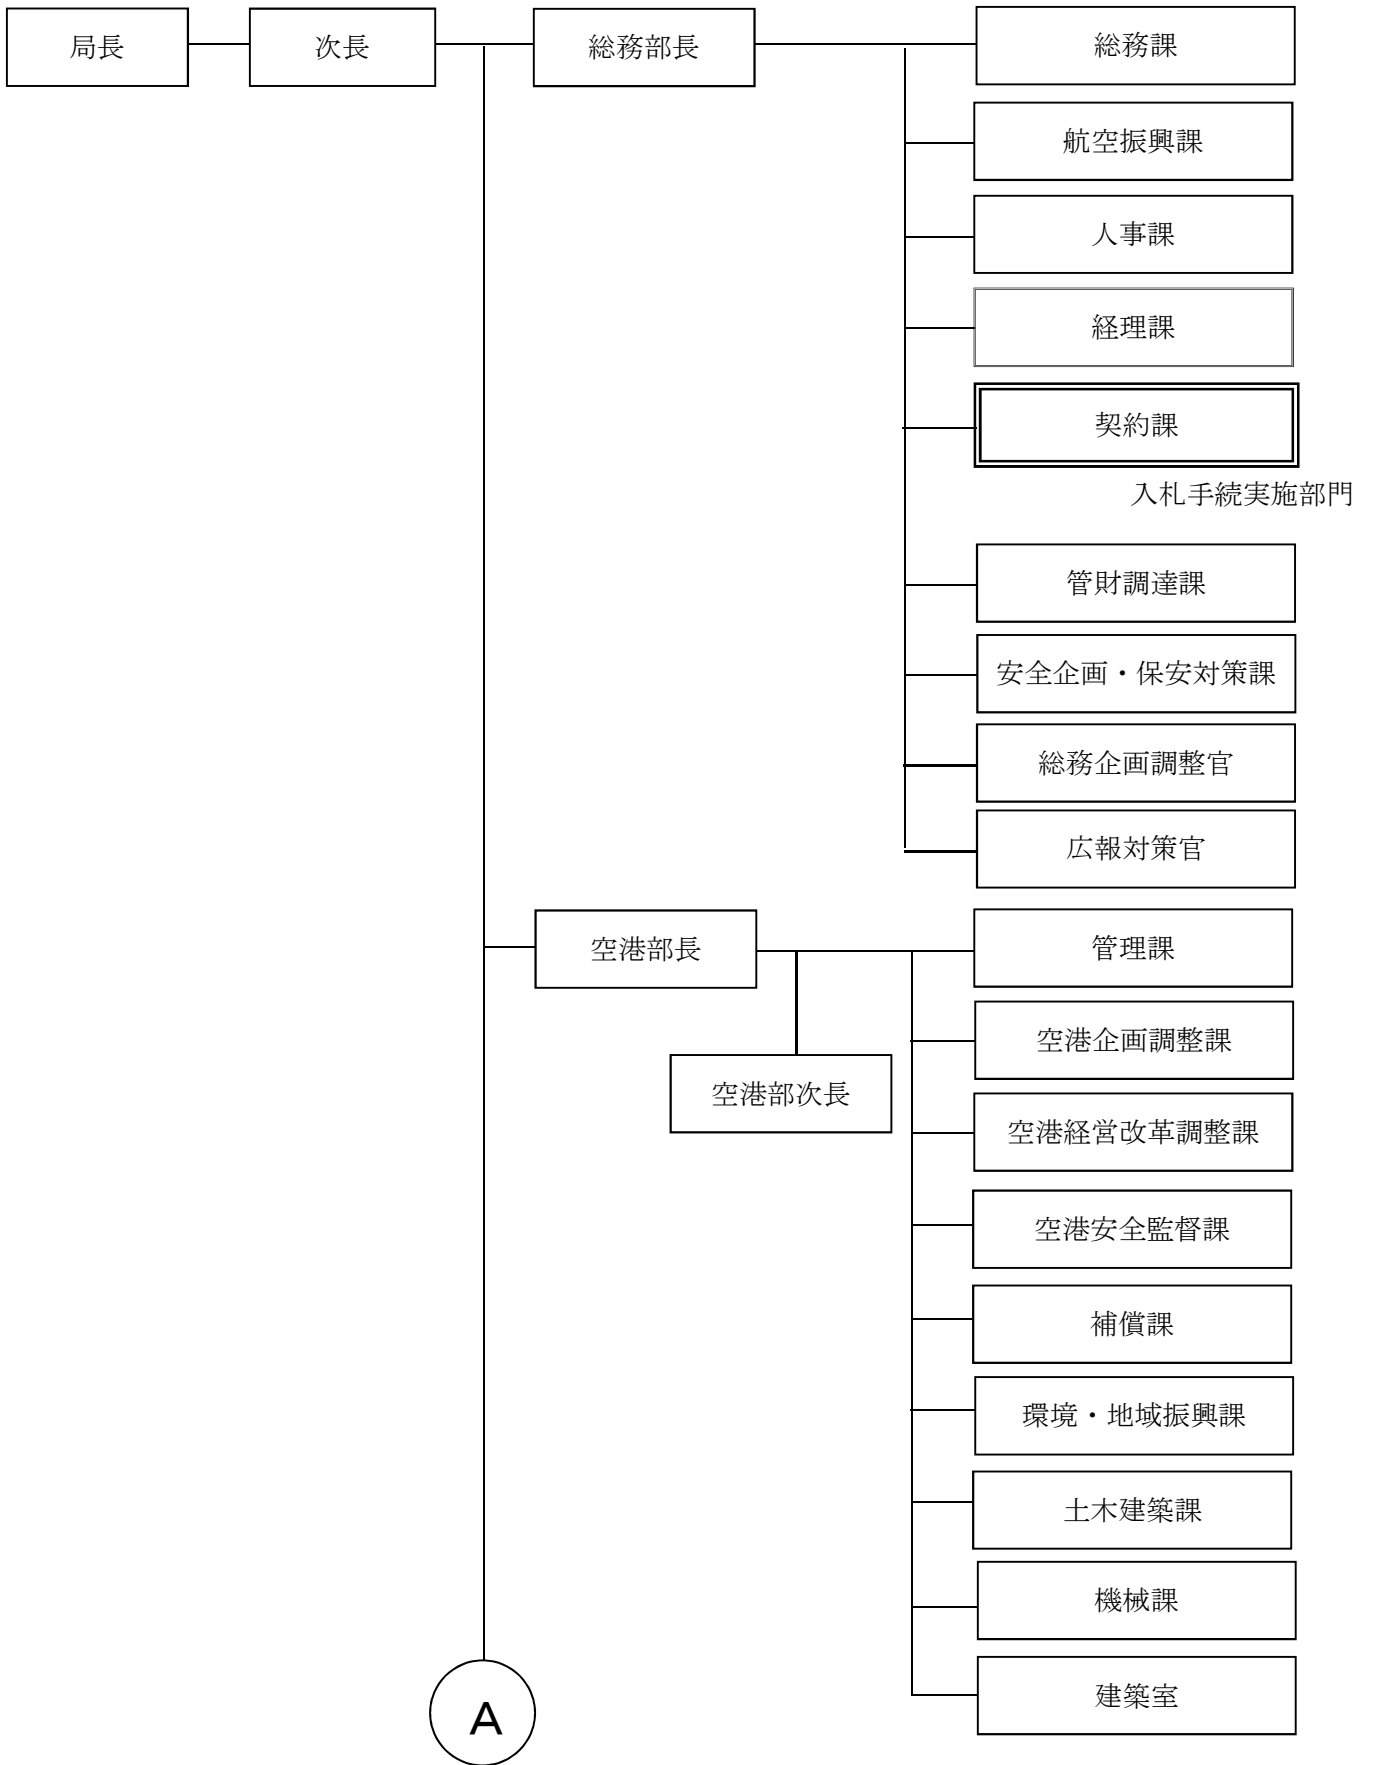 局長
次長
総務部長
総務課
航空振興課
人事課
経理課
契約課
入札手続実施部門
管財調達課
安全企画・保安対策課
総務企画調整官
広報対策官
空港部長
管理課
空港企画調整課
空港部次長
空港経営改革調整課
空港安全監督課
補償課
環境・地域振興課
土木建築課
機械課
建築室
A